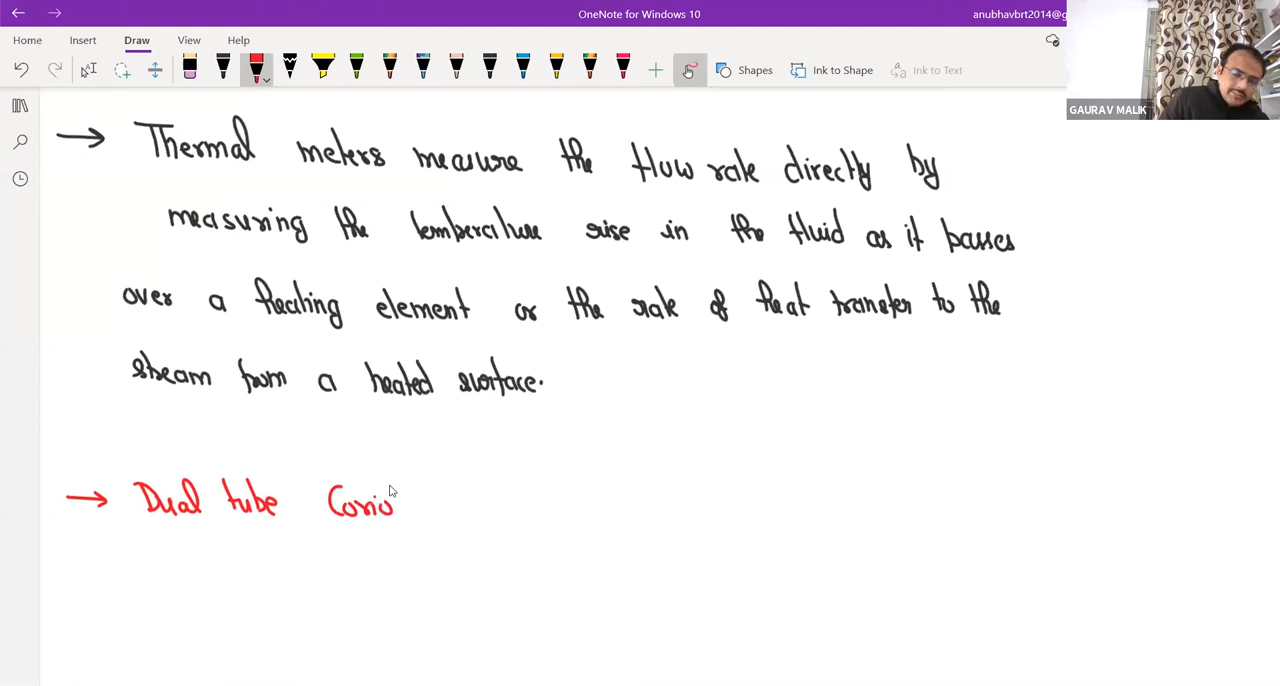 OneNote for Windows 10
anubhavbrt2014@g
Home Insert Draw View Help
Shapes Ink to Shape Ink to Text
GAURAV MALIK
→ Thermal meters measure the flow rate directly by
measuring the temperature rise in the fluid as it passes
over a heating element or the rate of heat transfer to the
stream from a heated surface.
→ Dual tube Corio